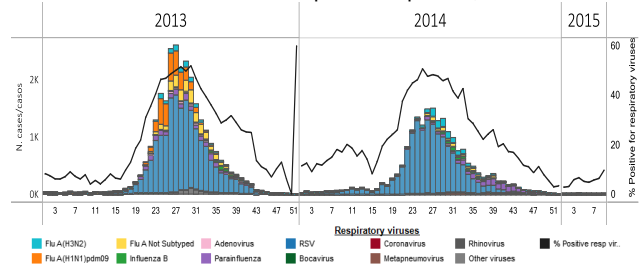 2013 2014 2015
N. cases/casos
2K
1K
0K
60
40
20
0
% Positive for respiratory viruses
3 7 11 15 19 23 27 31 35 39 43 47 51 3 7 11 15 19 23 27 31 35 39 43 47 51 3 7
Respiratory viruses
Flu A(H3N2) Flu A Not Subtyped Adenovirus RSV Coronavirus Rhinovirus % Positive resp vir..
Flu A(H1N1)pdm09 Influenza B Parainfluenza Bocavirus Metapneumovirus Other viruses